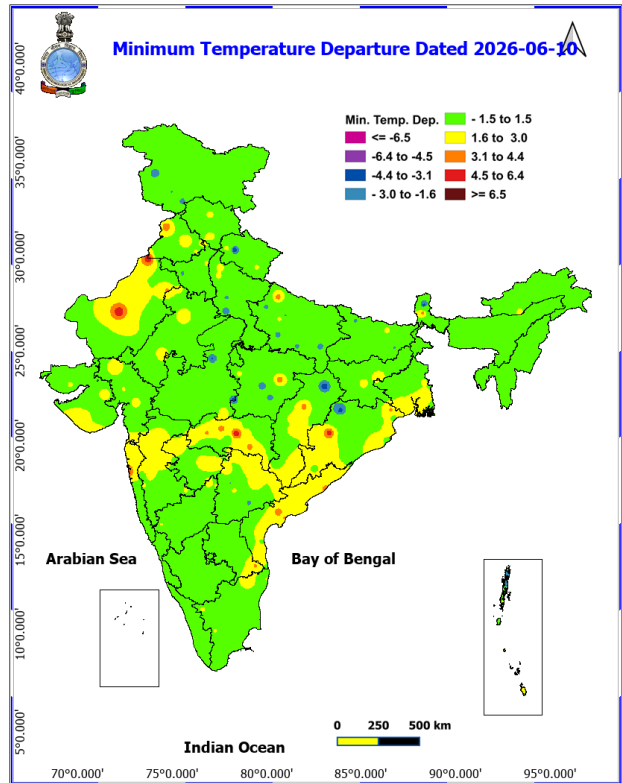 Minimum Temperature Departure Dated 2026-06-10
Min. Temp. Dep.
<= -6.5
-6.4 to -4.5
-4.4 to -3.1
- 3.0 to -1.6
- 1.5 to 1.5
1.6 to 3.0
3.1 to 4.4
4.5 to 6.4
>= 6.5
40°0.000'
35°0.000'
30°0.000'
25°0.000'
20°0.000'
15°0.000'
10°0.000'
5°0.000'
Arabian Sea
Bay of Bengal
0 250 500 km
Indian Ocean
70°0.000' 75°0.000' 80°0.000' 85°0.000' 90°0.000' 95°0.000'